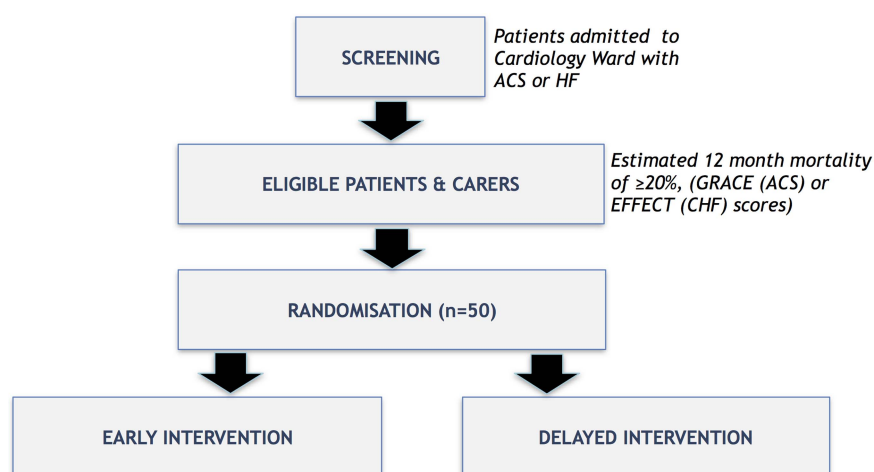 SCREENING
Patients admitted to
Cardiology Ward with
ACS or HF
ELIGIBLE PATIENTS & CARERS
Estimated 12 month mortality
of ≥20%, (GRACE (ACS) or
EFFECT (CHF) scores)
RANDOMISATION (n=50)
EARLY INTERVENTION
DELAYED INTERVENTION